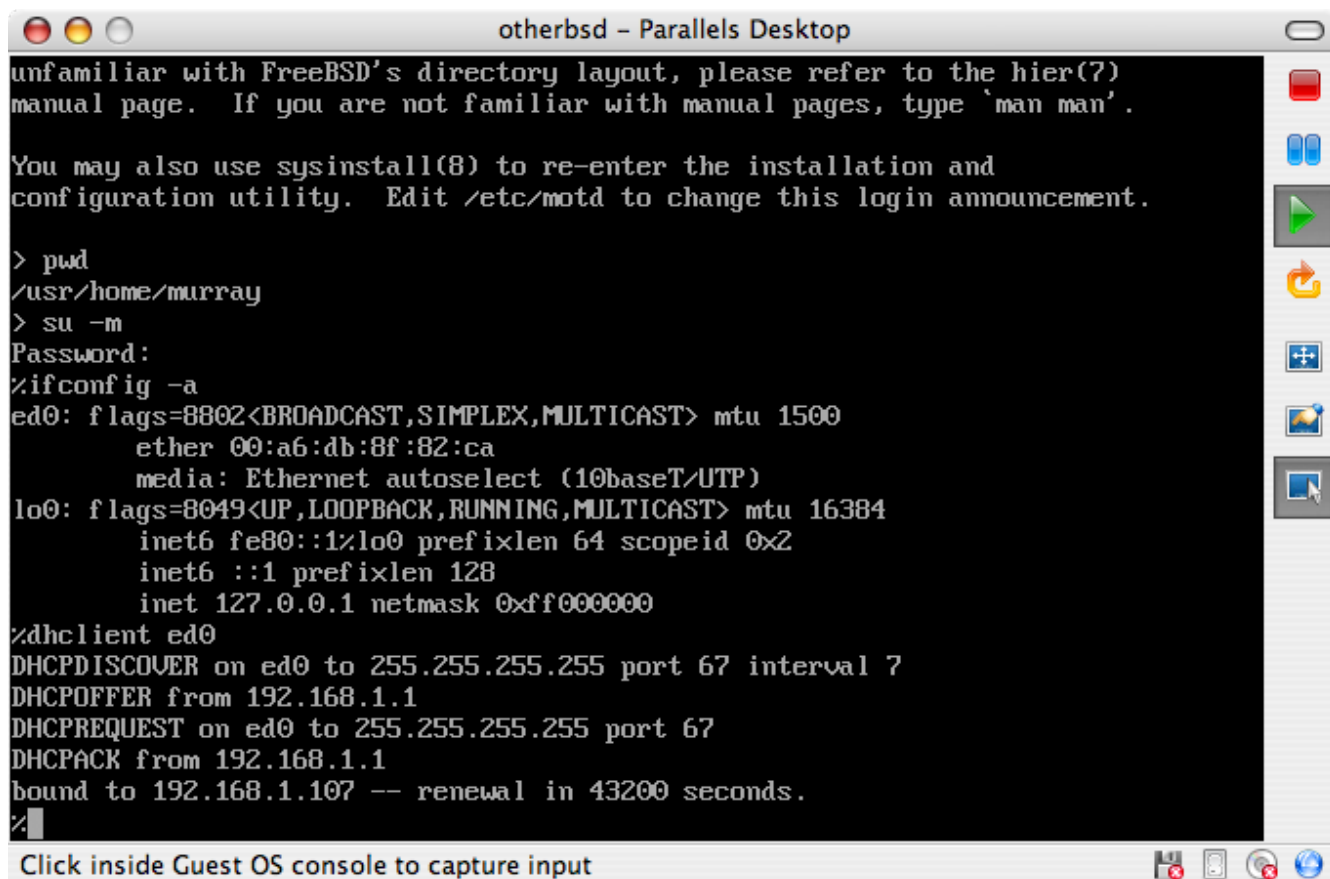 otherbsd – Parallels Desktop
unfamiliar with FreeBSD's directory layout, please refer to the hier(7)
manual page.  If you are not familiar with manual pages, type `man man'.
You may also use sysinstall(8) to re-enter the installation and
configuration utility.  Edit /etc/motd to change this login announcement.
> pwd
/usr/home/murray
> su -m
Password:
%ifconfig -a
ed0: flags=8802<BROADCAST,SIMPLEX,MULTICAST> mtu 1500
        ether 00:a6:db:8f:82:ca
        media: Ethernet autoselect (10baseT/UTP)
lo0: flags=8049<UP,LOOPBACK,RUNNING,MULTICAST> mtu 16384
        inet6 fe80::1%lo0 prefixlen 64 scopeid 0x2
        inet6 ::1 prefixlen 128
        inet 127.0.0.1 netmask 0xff000000
%dhclient ed0
DHCPDISCOVER on ed0 to 255.255.255.255 port 67 interval 7
DHCPOFFER from 192.168.1.1
DHCPREQUEST on ed0 to 255.255.255.255 port 67
DHCPACK from 192.168.1.1
bound to 192.168.1.107 -- renewal in 43200 seconds.
%
Click inside Guest OS console to capture input